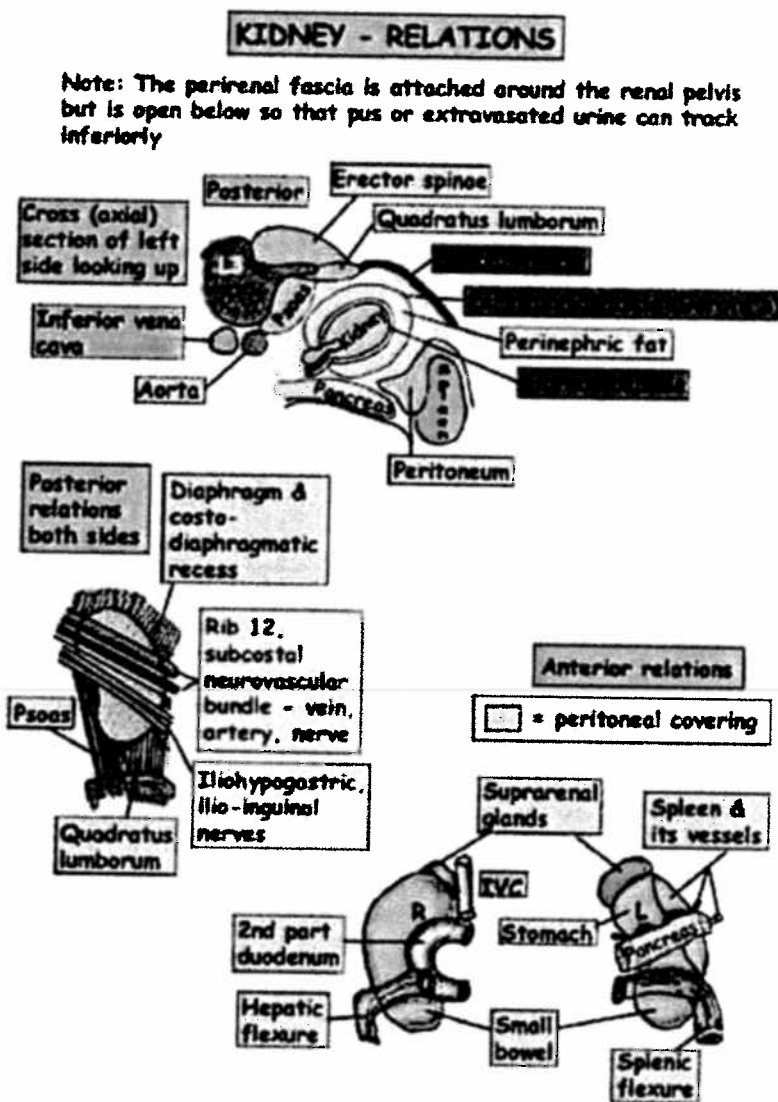 KIDNEY - RELATIONS
Note: The perirenal fascia is attached around the renal pelvis
but is open below so that pus or extravasated urine can track
inferiorly
Posterior
Erector spinae
Cross (axial)
section of left
side looking up
Quadratus lumborum
Psoas
Inferior vena
cava
Kidney
Perinephric fat
Aorta
Pancreas
Spleen
Peritoneum
Posterior
relations
both sides
Diaphragm &
costo-
diaphragmatic
recess
Rib 12,
subcostal
neurovascular
bundle - vein,
artery, nerve
Psoas
Iliohypogastric,
ilio-inguinal
nerves
Quadratus
lumborum
Anterior relations
= peritoneal covering
Suprarenal
glands
Spleen &
its vessels
IVC
R
L
2nd part
duodenum
Stomach
Pancreas
Hepatic
flexure
Small
bowel
Splenic
flexure